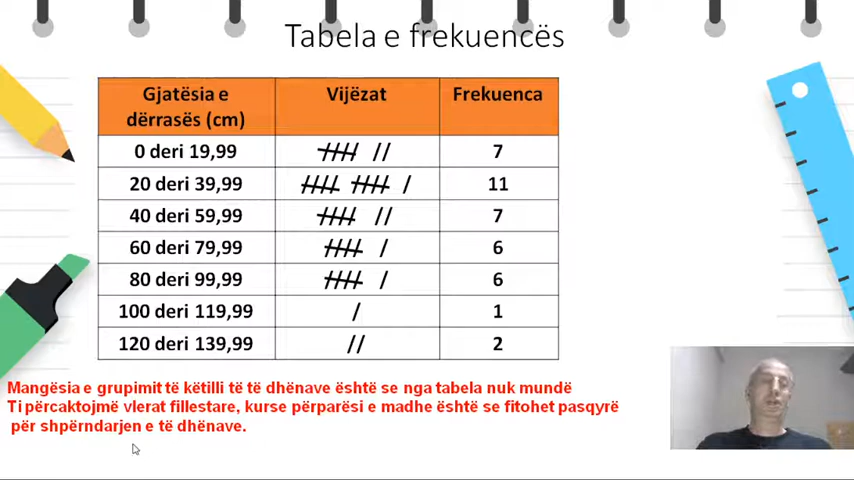 Tabela e frekuencës
Gjatësia e dërrasës (cm) Vijëzat Frekuenca
0 deri 19,99 //// // 7
20 deri 39,99 //// //// / 11
40 deri 59,99 //// // 7
60 deri 79,99 //// / 6
80 deri 99,99 //// / 6
100 deri 119,99 / 1
120 deri 139,99 // 2
Mangësia e grupimit të këtilli të të dhënave është se nga tabela nuk mundë
Ti përcaktojmë vlerat fillestare, kurse përparësi e madhe është se fitohet pasqyrë
për shpërndarjen e të dhënave.